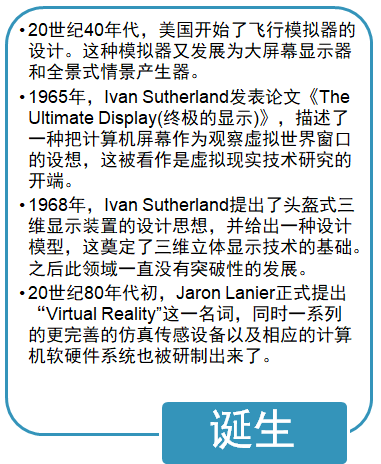 •20世纪40年代，美国开始了飞行模拟器的
设计。这种模拟器又发展为大屏幕显示器
和全景式情景产生器。
•1965年，Ivan Sutherland发表论文《The
Ultimate Display(终极的显示)》，描述了
一种把计算机屏幕作为观察虚拟世界窗口
的设想，这被看作是虚拟现实技术研究的
开端。
•1968年，Ivan Sutherland提出了头盔式三
维显示装置的设计思想，并给出一种设计
模型，这奠定了三维立体显示技术的基础。
之后此领域一直没有突破性的发展。
•20世纪80年代初，Jaron Lanier正式提出
“Virtual Reality”这一名词，同时一系列
的更完善的仿真传感设备以及相应的计算
机软硬件系统也被研制出来了。
诞生